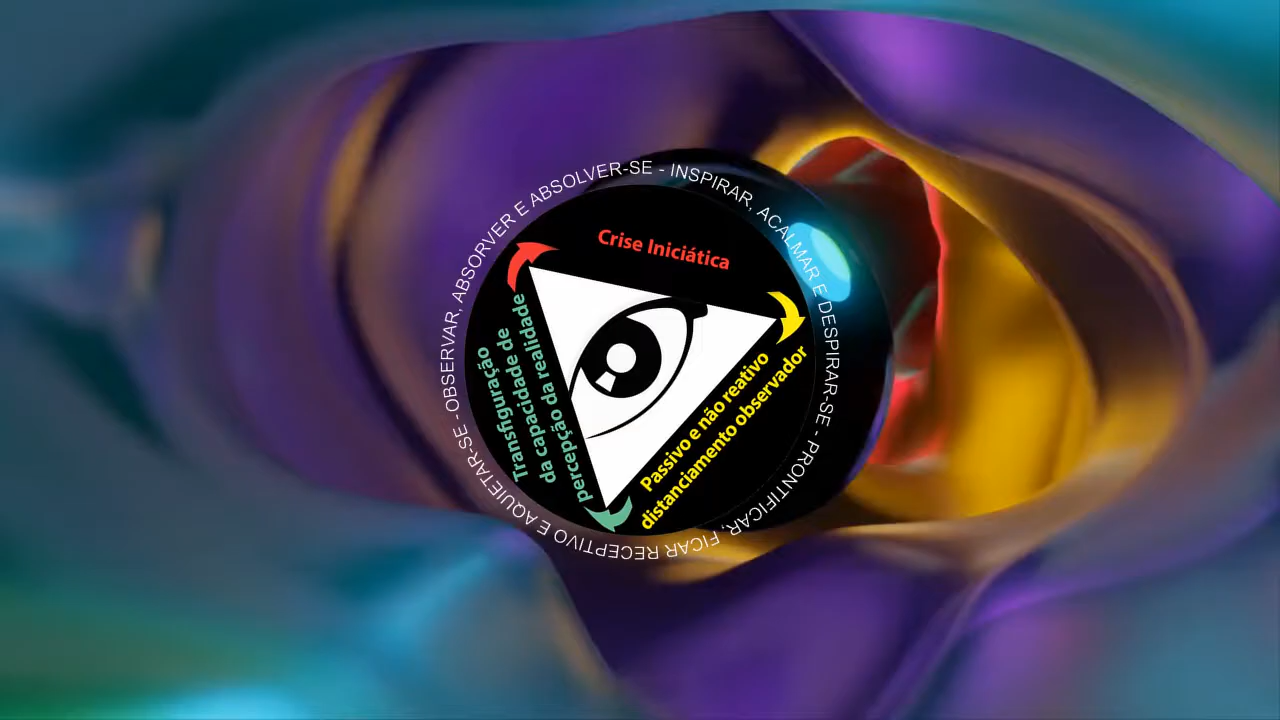 OBSERVAR, ABSORVER E ABSOLVER-SE - INSPIRAR, ACALMAR E DESPIRAR-SE - PRONTIFICAR, FICAR RECEPTIVO E AQUIETAR-SE -
Crise Iniciática
Passivo e não reativo
distanciamento observador
Transfiguração
da capacidade de
percepção da realidade